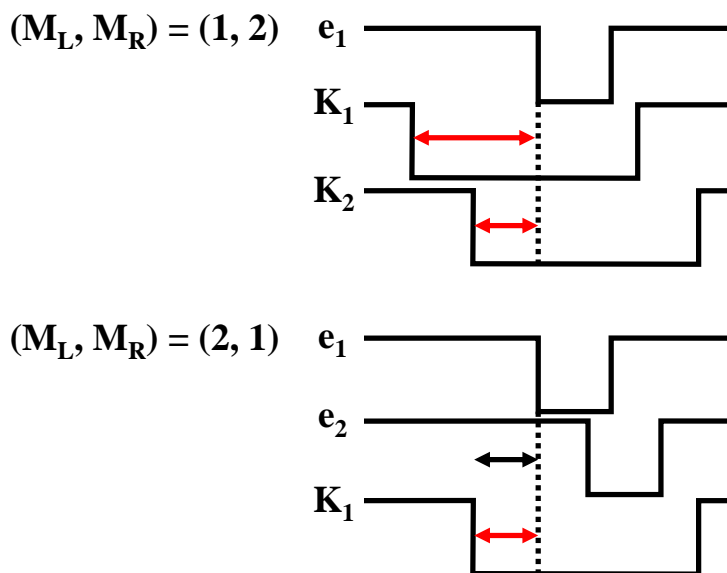 (M_L, M_R) = (1, 2) e_1
K_1
K_2
(M_L, M_R) = (2, 1) e_1
e_2
K_1